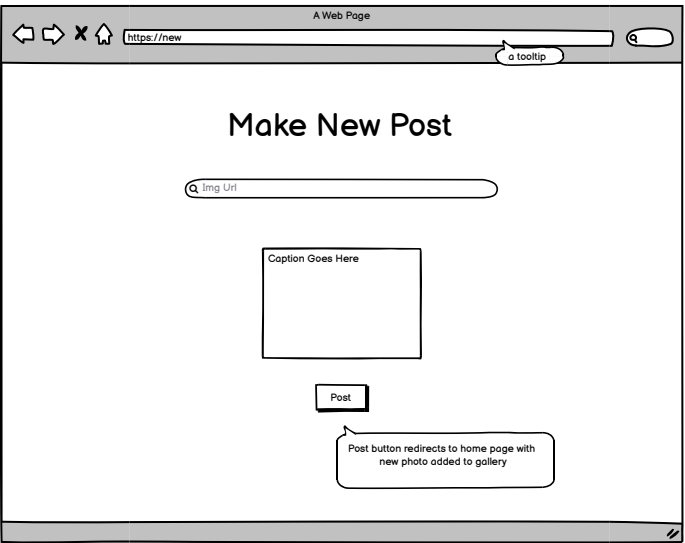 A Web Page
https://new
a tooltip
Make New Post
Img Url
Caption Goes Here
Post
Post button redirects to home page with
new photo added to gallery